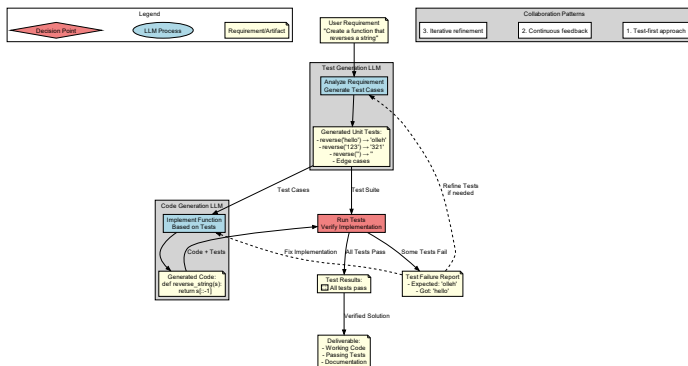 Legend
Decision Point
LLM Process
Requirement/Artifact
Collaboration Patterns
3. Iterative refinement
2. Continuous feedback
1. Test-first approach
User Requirement
"Create a function that
reverses a string"
Test Generation LLM
Analyze Requirement
Generate Test Cases
Generated Unit Tests:
- reverse('hello') → 'olleh'
- reverse('123') → '321'
- reverse('') → ''
- Edge cases
Refine Tests
if needed
Test Cases
Test Suite
Code Generation LLM
Implement Function
Based on Tests
Run Tests
Verify Implementation
Code + Tests
Fix Implementation
All Tests Pass
Some Tests Fail
Generated Code:
def reverse_string(s):
return s[::-1]
Test Results:
All tests pass
Test Failure Report
- Expected: 'olleh'
- Got: 'hello'
Verified Solution
Deliverable:
- Working Code
- Passing Tests
- Documentation